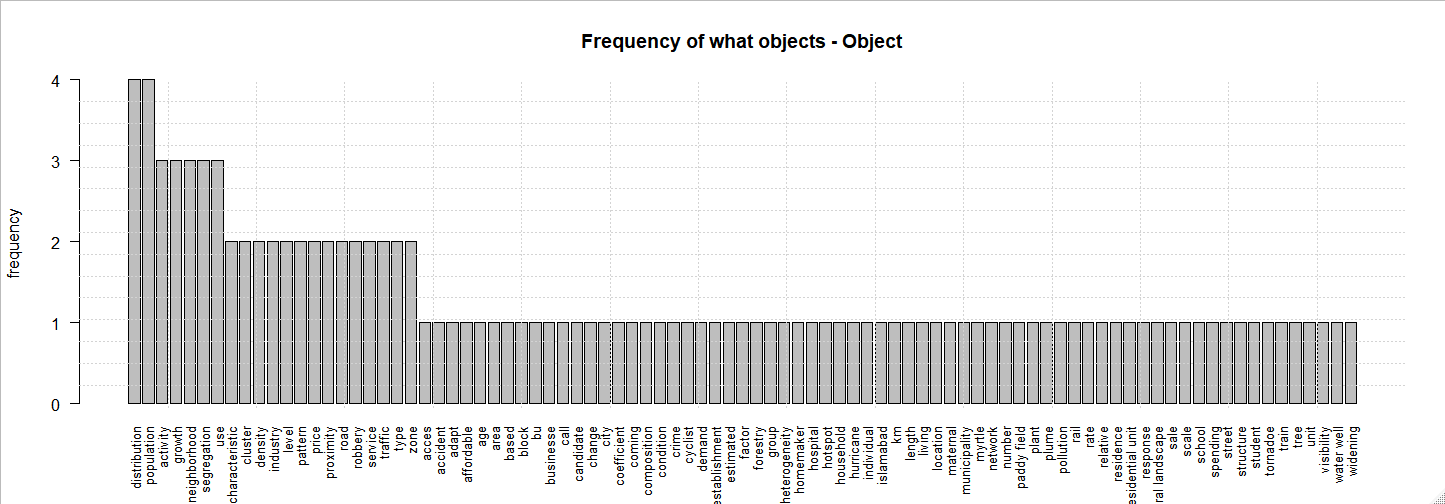 Frequency of what objects - Object
frequency
4
3
2
1
0
distribution
population
activity
growth
neighborhood
segregation
use
characteristic
cluster
density
industry
level
pattern
price
proximity
road
robbery
service
traffic
type
zone
acces
accident
adapt
affordable
age
area
based
block
bu
businesse
call
candidate
change
city
coefficient
coming
composition
condition
crime
cyclist
demand
establishment
estimated
factor
forestry
group
heterogeneity
homemaker
hospital
hotspot
household
hurricane
individual
islamabad
km
length
living
location
maternal
municipality
myrtle
network
number
paddy field
plant
plume
polution
rail
rate
relative
residence
esidential unit
response
ral landscape
sale
scale
school
spending
street
structure
student
tornadoe
train
tree
unit
visibility
water well
widening